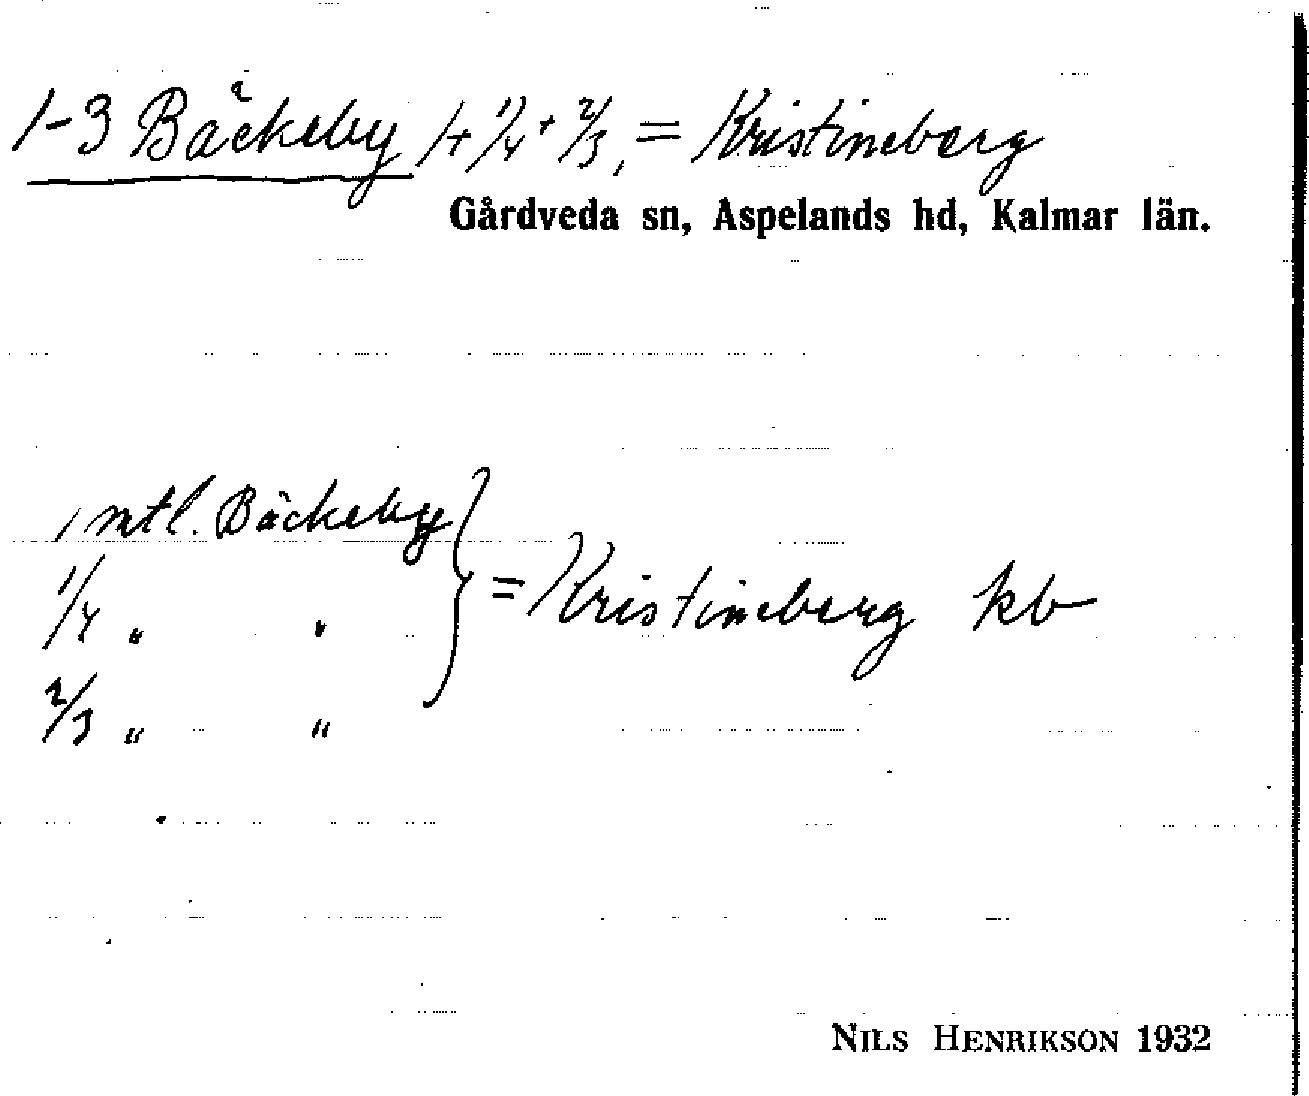 1-3 Bäckeby 1+1/4+2/3, = Kristineberg
Gårdveda sn, Aspelands hd, Kalmar län.
1 mtl. Bäckeby
1/4 " "
} = Kristineberg kb
2/3 " "
NILS HENRIKSON 1932